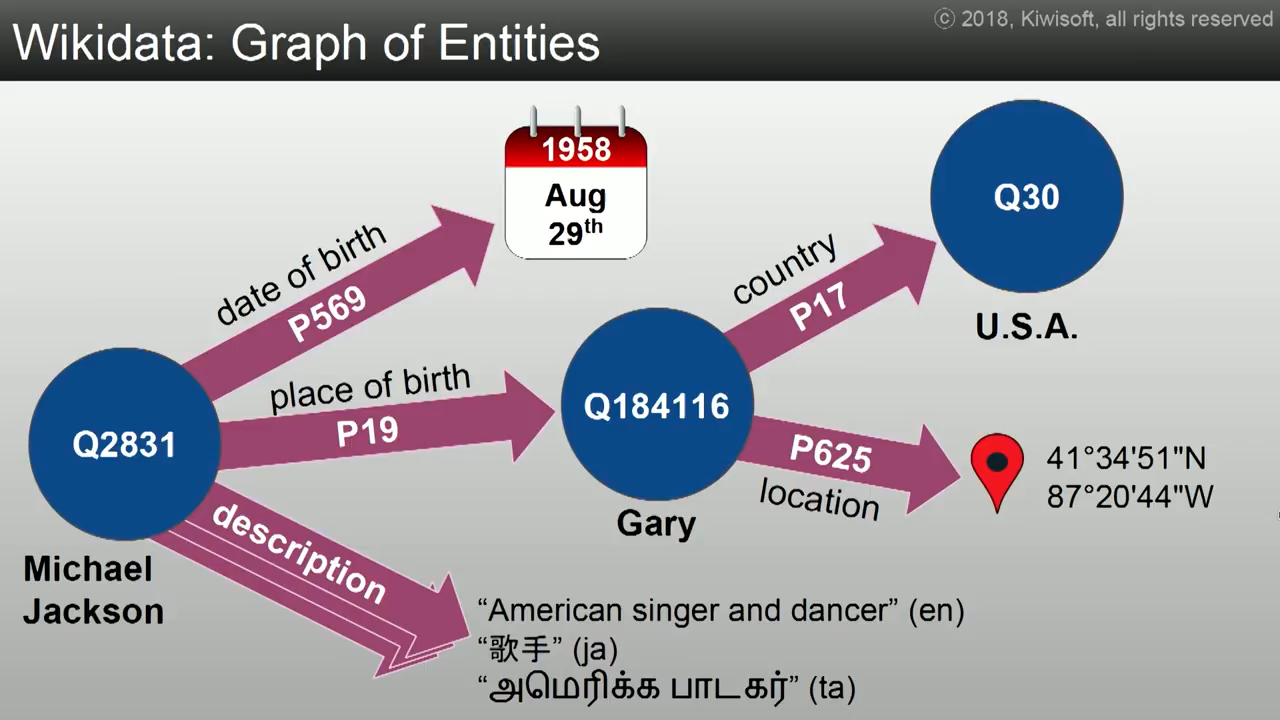 Wikidata: Graph of Entities
© 2018, Kiwisoft, all rights reserved
1958
Aug
29th
Q30
U.S.A.
date of birth
P569
country
P17
place of birth
P19
Q184116
Gary
Q2831
Michael
Jackson
P625
location
41°34'51"N
87°20'44"W
description
“American singer and dancer” (en)
“歌手” (ja)
“அமெரிக்க பாடகர்” (ta)